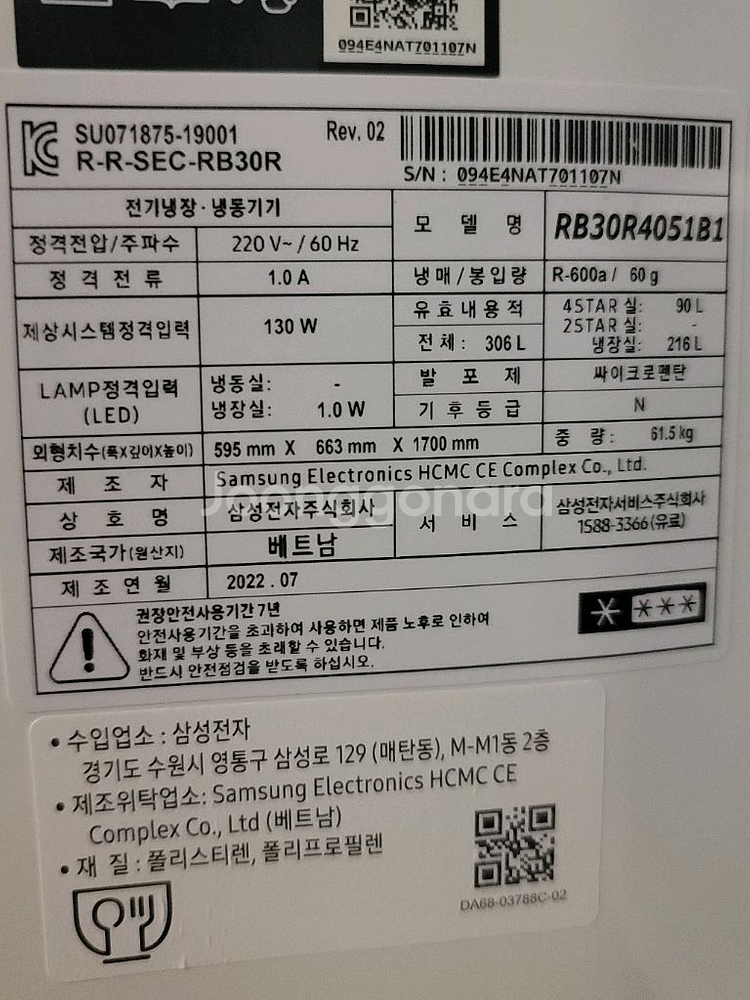 094E4NAT701107N
SU071875-19001
R-R-SEC-RB30R
Rev. 02
S/N : 094E4NAT701107N
전기냉장·냉동기기
모 델 명 RB30R4051B1
정격전압/주파수 220 V~ / 60 Hz
정 격 전 류 1.0 A
냉매/봉입량 R-600a / 60 g
제상시스템정격입력 130 W
유효내용적
전체: 306 L
4STAR 실: 90 L
2STAR 실: -
냉장실: 216 L
LAMP정격입력
(LED)
냉동실: -
냉장실: 1.0 W
발 포 제 싸이크로펜탄
기후등급 N
외형치수(폭X깊이X높이) 595 mm X 663 mm X 1700 mm
중 량: 61.5 kg
제 조 자 Samsung Electronics HCMC CE Complex Co., Ltd.
상 호 명 삼성전자주식회사
서 비 스 삼성전자서비스주식회사
1588-3366(유료)
제조국가(원산지) 베트남
제 조 연 월 2022 . 07
권장안전사용기간 7년
안전사용기간을 초과하여 사용하면 제품 노후로 인하여
화재 및 부상 등을 초래할 수 있습니다.
반드시 안전점검을 받도록 하십시오.
Joonggonara
• 수입업소 : 삼성전자
경기도 수원시 영통구 삼성로 129 (매탄동), M-M1동 2층
• 제조위탁업소: Samsung Electronics HCMC CE
Complex Co., Ltd (베트남)
• 재 질 : 폴리스티렌, 폴리프로필렌
DA68-03788C-02